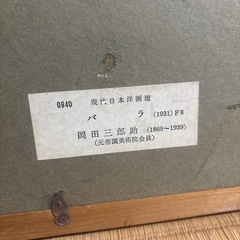 0940 現代日本洋画壇
バラ (1931) F8
岡田三郎助 (1869〜1939)
(元帝国美術院会員)